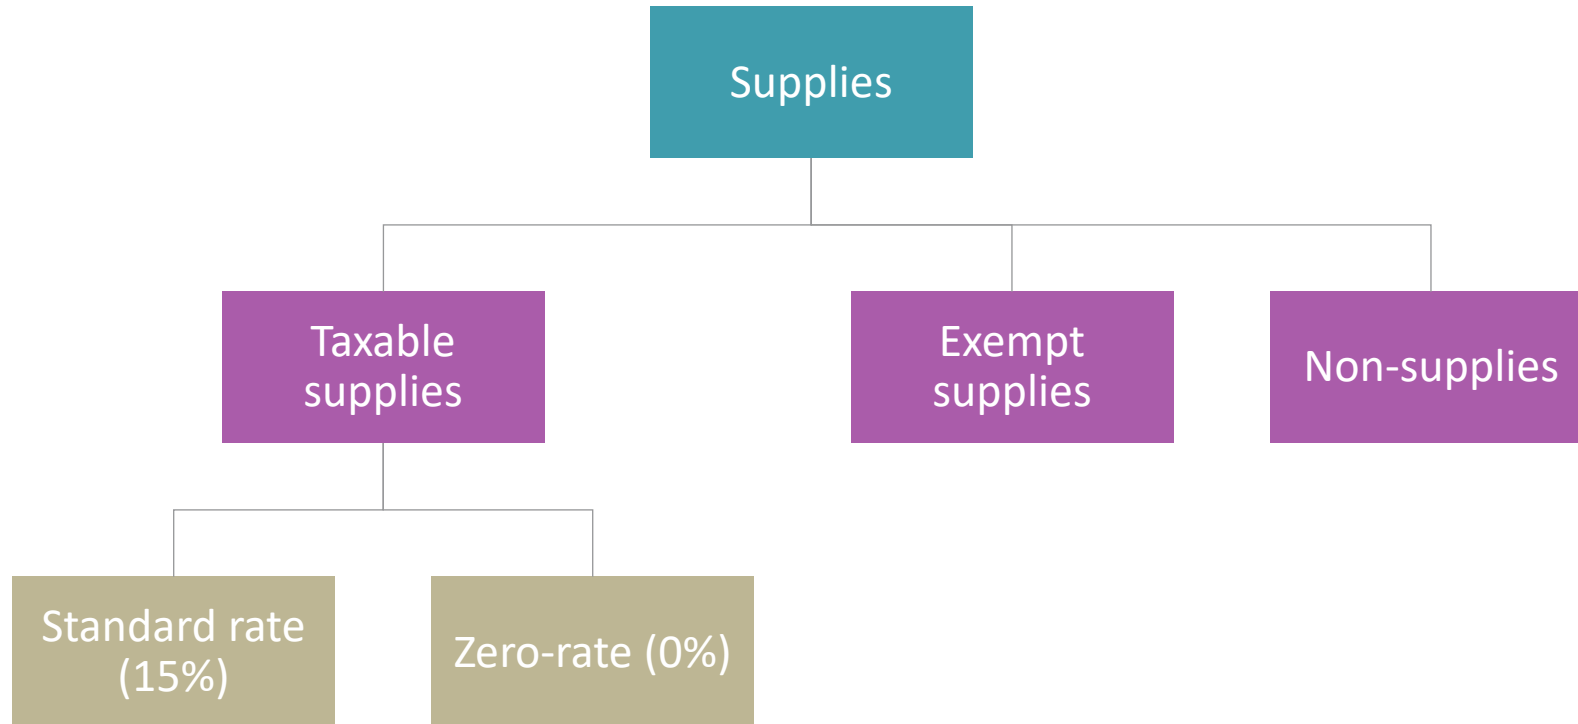 Supplies
Taxable
supplies
Exempt
supplies
Non-supplies
Standard rate
(15%)
Zero-rate (0%)